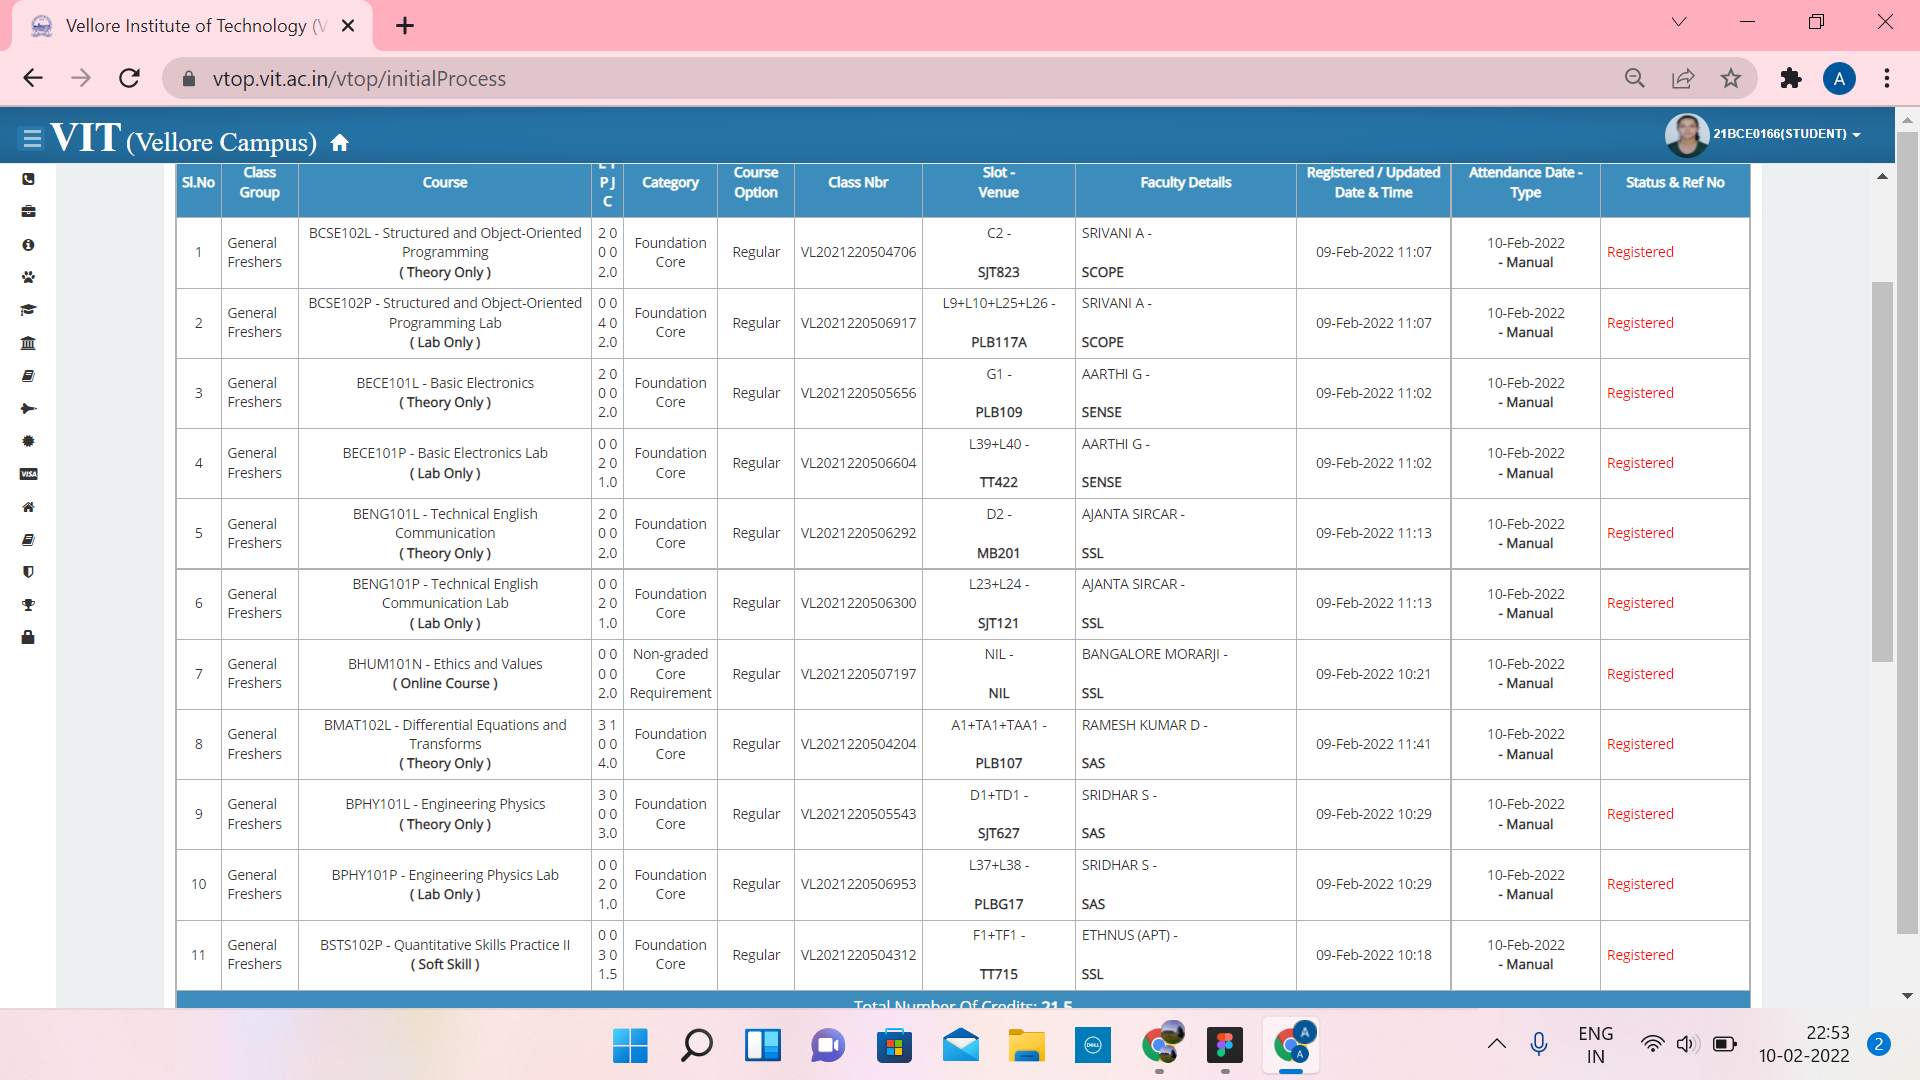 Vellore Institute of Technology (V
vtop.vit.ac.in/vtop/initialProcess
A
VIT (Vellore Campus)
21BCE0166(STUDENT)
Sl.No Class Group Course L T P J C Category Course Option Class Nbr Slot - Venue Faculty Details Registered / Updated Date & Time Attendance Date - Type Status & Ref No
1 General Freshers BCSE102L - Structured and Object-Oriented Programming ( Theory Only ) 2 0 0 0 2.0 Foundation Core Regular VL2021220504706 C2 - SJT823 SRIVANI A - SCOPE 09-Feb-2022 11:07 10-Feb-2022 - Manual Registered
2 General Freshers BCSE102P - Structured and Object-Oriented Programming Lab ( Lab Only ) 0 0 4 0 2.0 Foundation Core Regular VL2021220506917 L9+L10+L25+L26 - PLB117A SRIVANI A - SCOPE 09-Feb-2022 11:07 10-Feb-2022 - Manual Registered
3 General Freshers BECE101L - Basic Electronics ( Theory Only ) 2 0 0 0 2.0 Foundation Core Regular VL2021220505656 G1 - PLB109 AARTHI G - SENSE 09-Feb-2022 11:02 10-Feb-2022 - Manual Registered
4 General Freshers BECE101P - Basic Electronics Lab ( Lab Only ) 0 0 2 0 1.0 Foundation Core Regular VL2021220506604 L39+L40 - TT422 AARTHI G - SENSE 09-Feb-2022 11:02 10-Feb-2022 - Manual Registered
5 General Freshers BENG101L - Technical English Communication ( Theory Only ) 2 0 0 0 2.0 Foundation Core Regular VL2021220506292 D2 - MB201 AJANTA SIRCAR - SSL 09-Feb-2022 11:13 10-Feb-2022 - Manual Registered
6 General Freshers BENG101P - Technical English Communication Lab ( Lab Only ) 0 0 2 0 1.0 Foundation Core Regular VL2021220506300 L23+L24 - SJT121 AJANTA SIRCAR - SSL 09-Feb-2022 11:13 10-Feb-2022 - Manual Registered
7 General Freshers BHUM101N - Ethics and Values ( Online Course ) 0 0 0 0 2.0 Non-graded Core Requirement Regular VL2021220507197 NIL - NIL BANGALORE MORARJI - SSL 09-Feb-2022 10:21 10-Feb-2022 - Manual Registered
8 General Freshers BMAT102L - Differential Equations and Transforms ( Theory Only ) 3 1 0 0 4.0 Foundation Core Regular VL2021220504204 A1+TA1+TAA1 - PLB107 RAMESH KUMAR D - SAS 09-Feb-2022 11:41 10-Feb-2022 - Manual Registered
9 General Freshers BPHY101L - Engineering Physics ( Theory Only ) 3 0 0 0 3.0 Foundation Core Regular VL2021220505543 D1+TD1 - SJT627 SRIDHAR S - SAS 09-Feb-2022 10:29 10-Feb-2022 - Manual Registered
10 General Freshers BPHY101P - Engineering Physics Lab ( Lab Only ) 0 0 2 0 1.0 Foundation Core Regular VL2021220506953 L37+L38 - PLBG17 SRIDHAR S - SAS 09-Feb-2022 10:29 10-Feb-2022 - Manual Registered
11 General Freshers BSTS102P - Quantitative Skills Practice II ( Soft Skill ) 0 0 3 0 1.5 Foundation Core Regular VL2021220504312 F1+TF1 - TT715 ETHNUS (APT) - SSL 09-Feb-2022 10:18 10-Feb-2022 - Manual Registered
Total Number Of Credits: 21.5
VISA
DELL
A
A
ENG
IN
22:53
10-02-2022
2